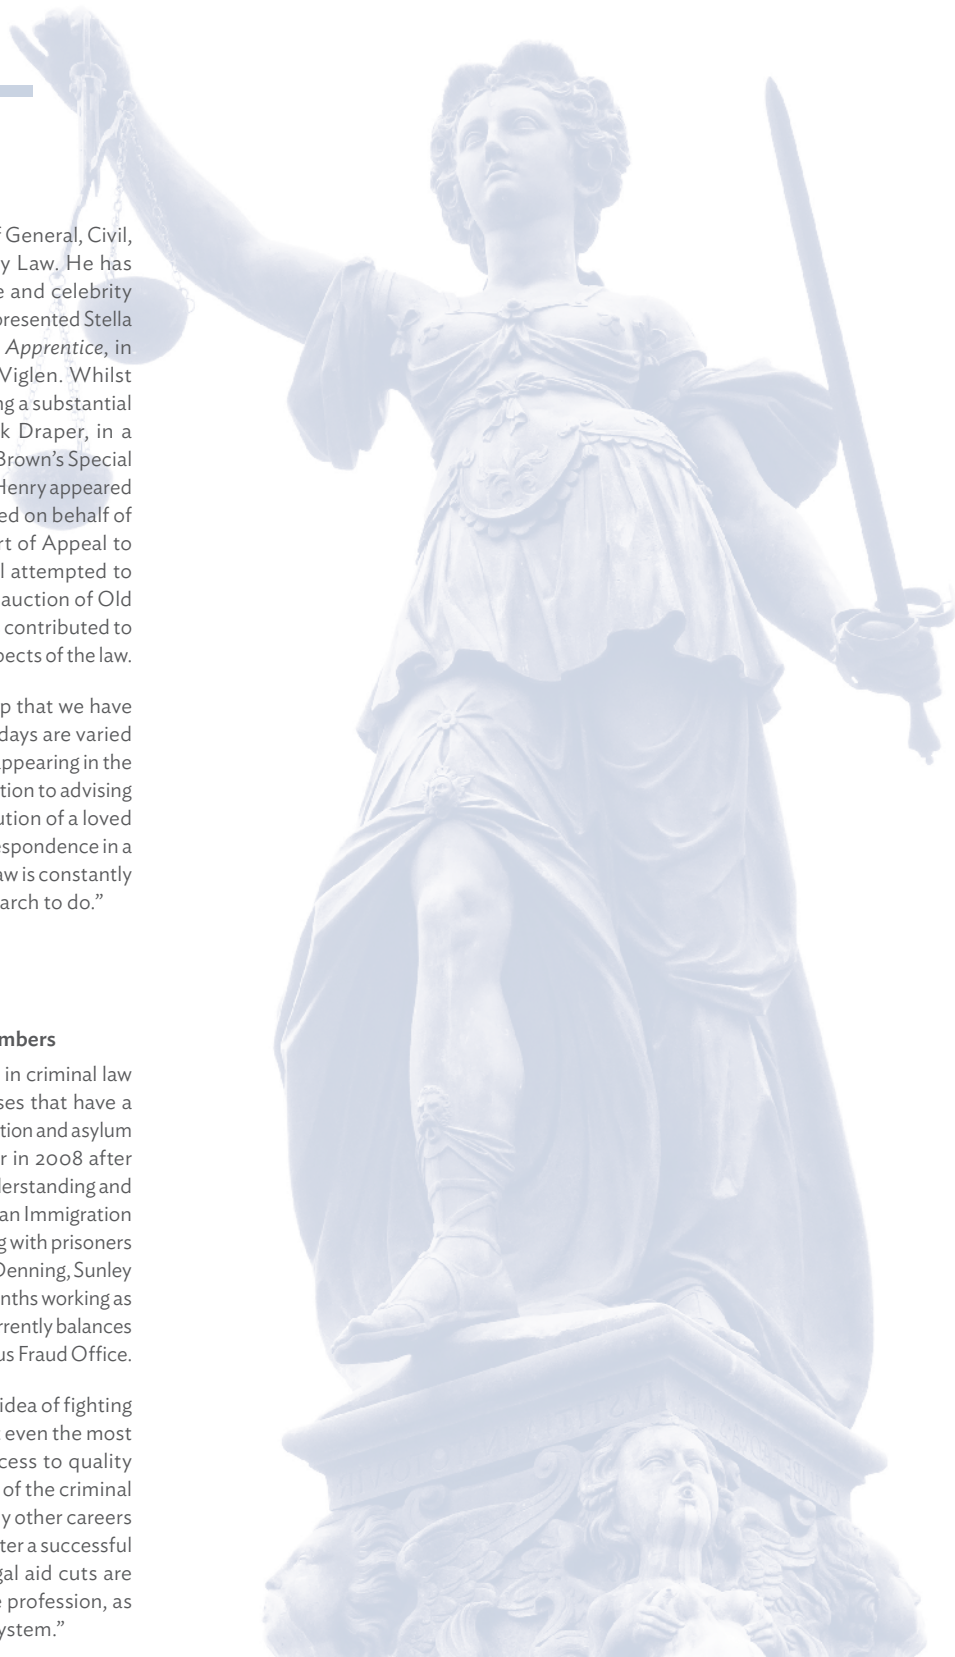 f General, Civil,
y Law. He has
e and celebrity
presented Stella
Apprentice, in
Viglen. Whilst
ng a substantial
k Draper, in a
Brown’s Special
Henry appeared
ed on behalf of
rt of Appeal to
l attempted to
auction of Old
contributed to
pects of the law.
p that we have
days are varied
appearing in the
tion to advising
ution of a loved
espondence in a
aw is constantly
arch to do.”
mbers
in criminal law
ses that have a
tion and asylum
r in 2008 after
derstanding and
an Immigration
g with prisoners
Denning, Sunley
nths working as
rrently balances
us Fraud Office.
idea of fighting
even the most
cess to quality
of the criminal
y other careers
ter a successful
gal aid cuts are
e profession, as
ystem.”